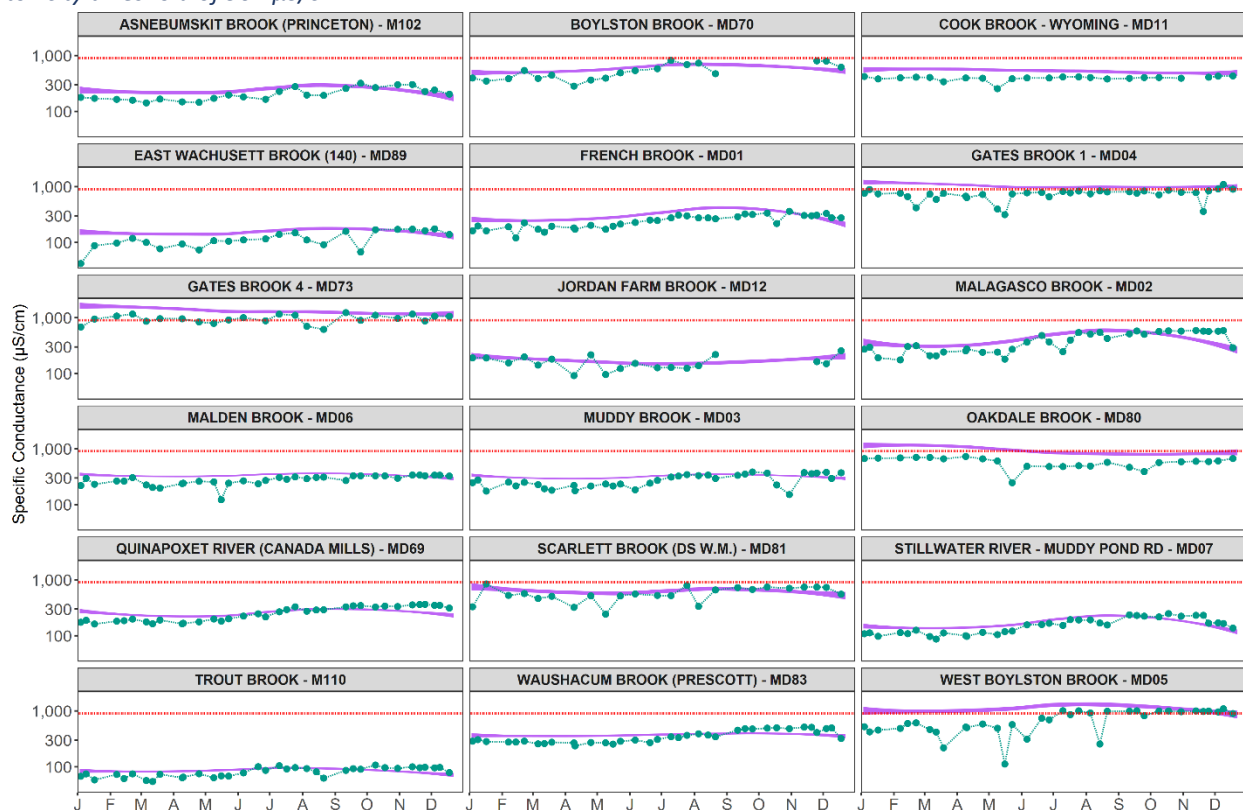 ASNEBUMSKIT BROOK (PRINCETON) - M102
BOYLSTON BROOK - MD70
COOK BROOK - WYOMING - MD11
1,000
300
100
EAST WACHUSETT BROOK (140) - MD89
FRENCH BROOK - MD01
GATES BROOK 1 - MD04
1,000
300
100
GATES BROOK 4 - MD73
JORDAN FARM BROOK - MD12
MALAGASCO BROOK - MD02
1,000
300
100
Specific Conductance (µS/cm)
MALDEN BROOK - MD06
MUDDY BROOK - MD03
OAKDALE BROOK - MD80
1,000
300
100
QUINAPOXET RIVER (CANADA MILLS) - MD69
SCARLETT BROOK (DS W.M.) - MD81
STILLWATER RIVER - MUDDY POND RD - MD07
1,000
300
100
TROUT BROOK - M110
WAUSHACUM BROOK (PRESCOTT) - MD83
WEST BOYLSTON BROOK - MD05
1,000
300
100
J F M A M J J A S O N D
J F M A M J J A S O N D
J F M A M J J A S O N D